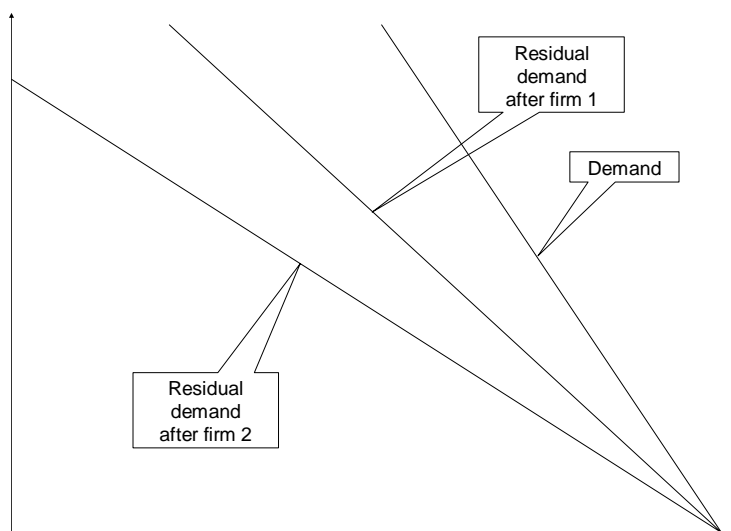 Residual
demand
after firm 1
Demand
Residual
demand
after firm 2